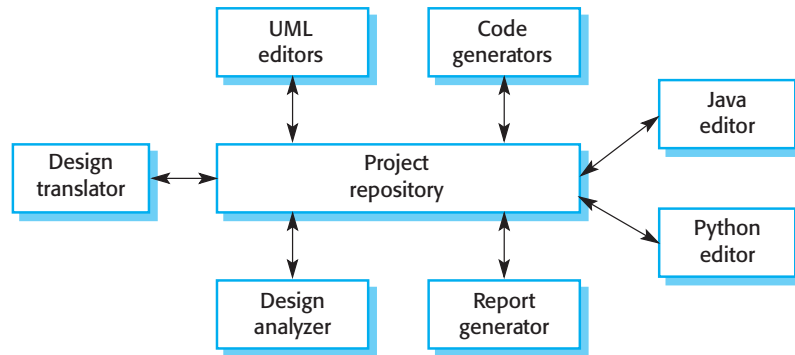 UML
editors
Code
generators
Java
editor
Design
translator
Project
repository
Python
editor
Design
analyzer
Report
generator